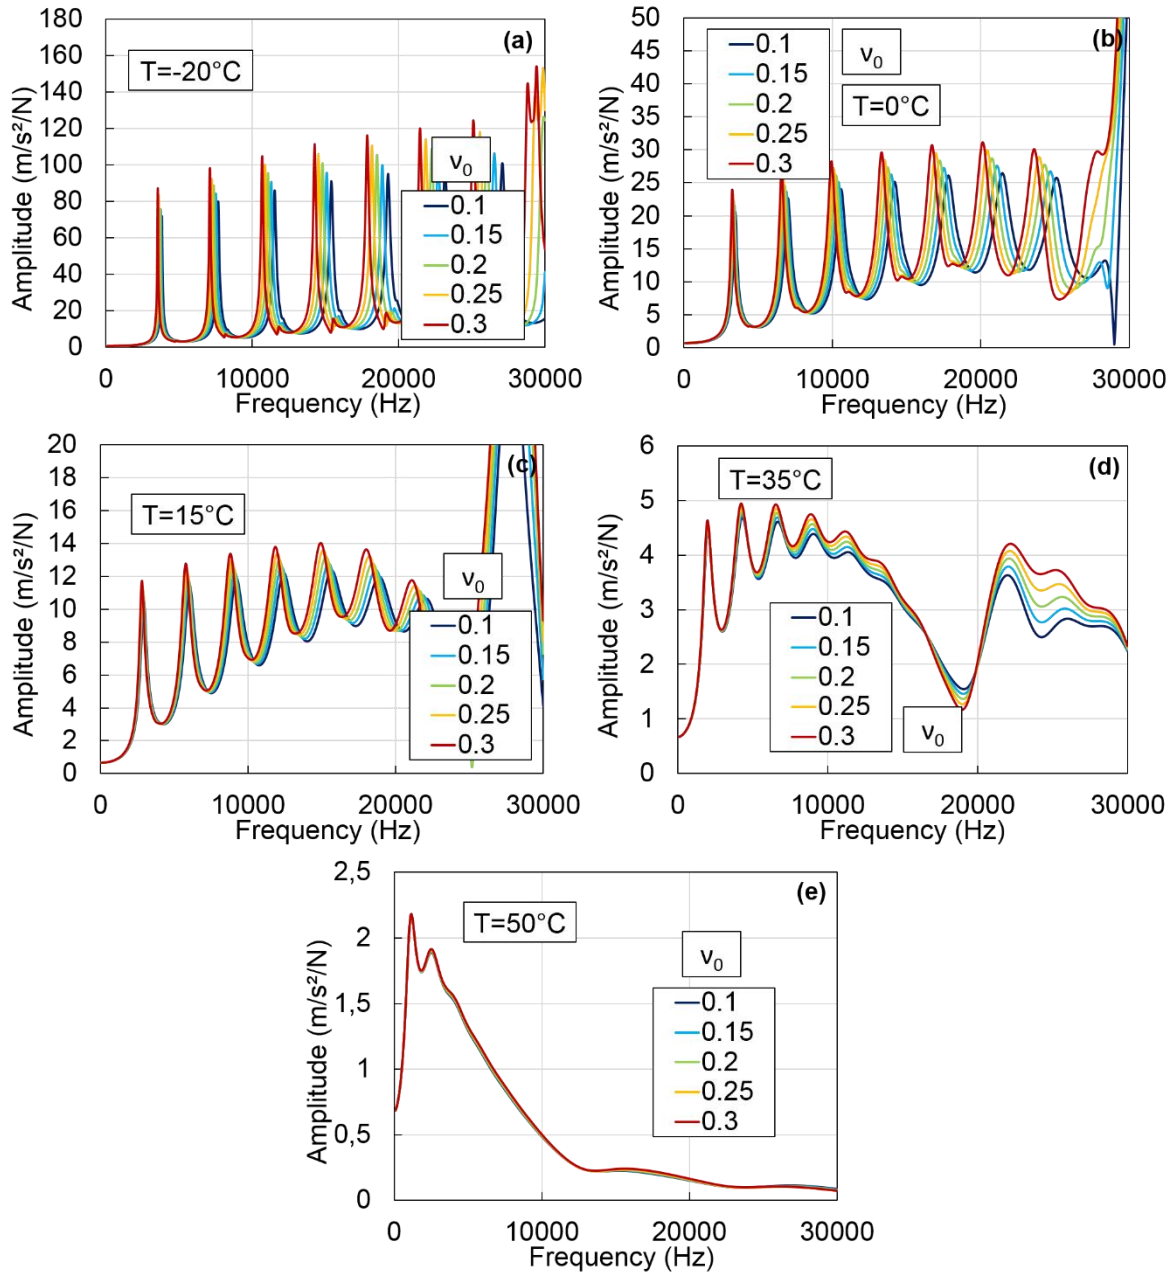 (a)
T=-20°C
Amplitude (m/s²/N)
180
160
140
120
100
80
60
40
20
0
ν₀
0.1
0.15
0.2
0.25
0.3
0 10000 20000 30000
Frequency (Hz)
(b)
0.1
0.15
0.2
0.25
0.3
ν₀
T=0°C
Amplitude (m/s²/N)
50
45
40
35
30
25
20
15
10
5
0
0 10000 20000 30000
Frequency (Hz)
(c)
T=15°C
Amplitude (m/s²/N)
20
18
16
14
12
10
8
6
4
2
0
ν₀
0.1
0.15
0.2
0.25
0.3
0 10000 20000 30000
Frequency (Hz)
(d)
T=35°C
Amplitude (m/s²/N)
6
5
4
3
2
1
0
0.1
0.15
0.2
0.25
0.3
ν₀
0 10000 20000 30000
Frequency (Hz)
(e)
T=50°C
Amplitude (m/s²/N)
2,5
2
1,5
1
0,5
0
ν₀
0.1
0.15
0.2
0.25
0.3
0 10000 20000 30000
Frequency (Hz)